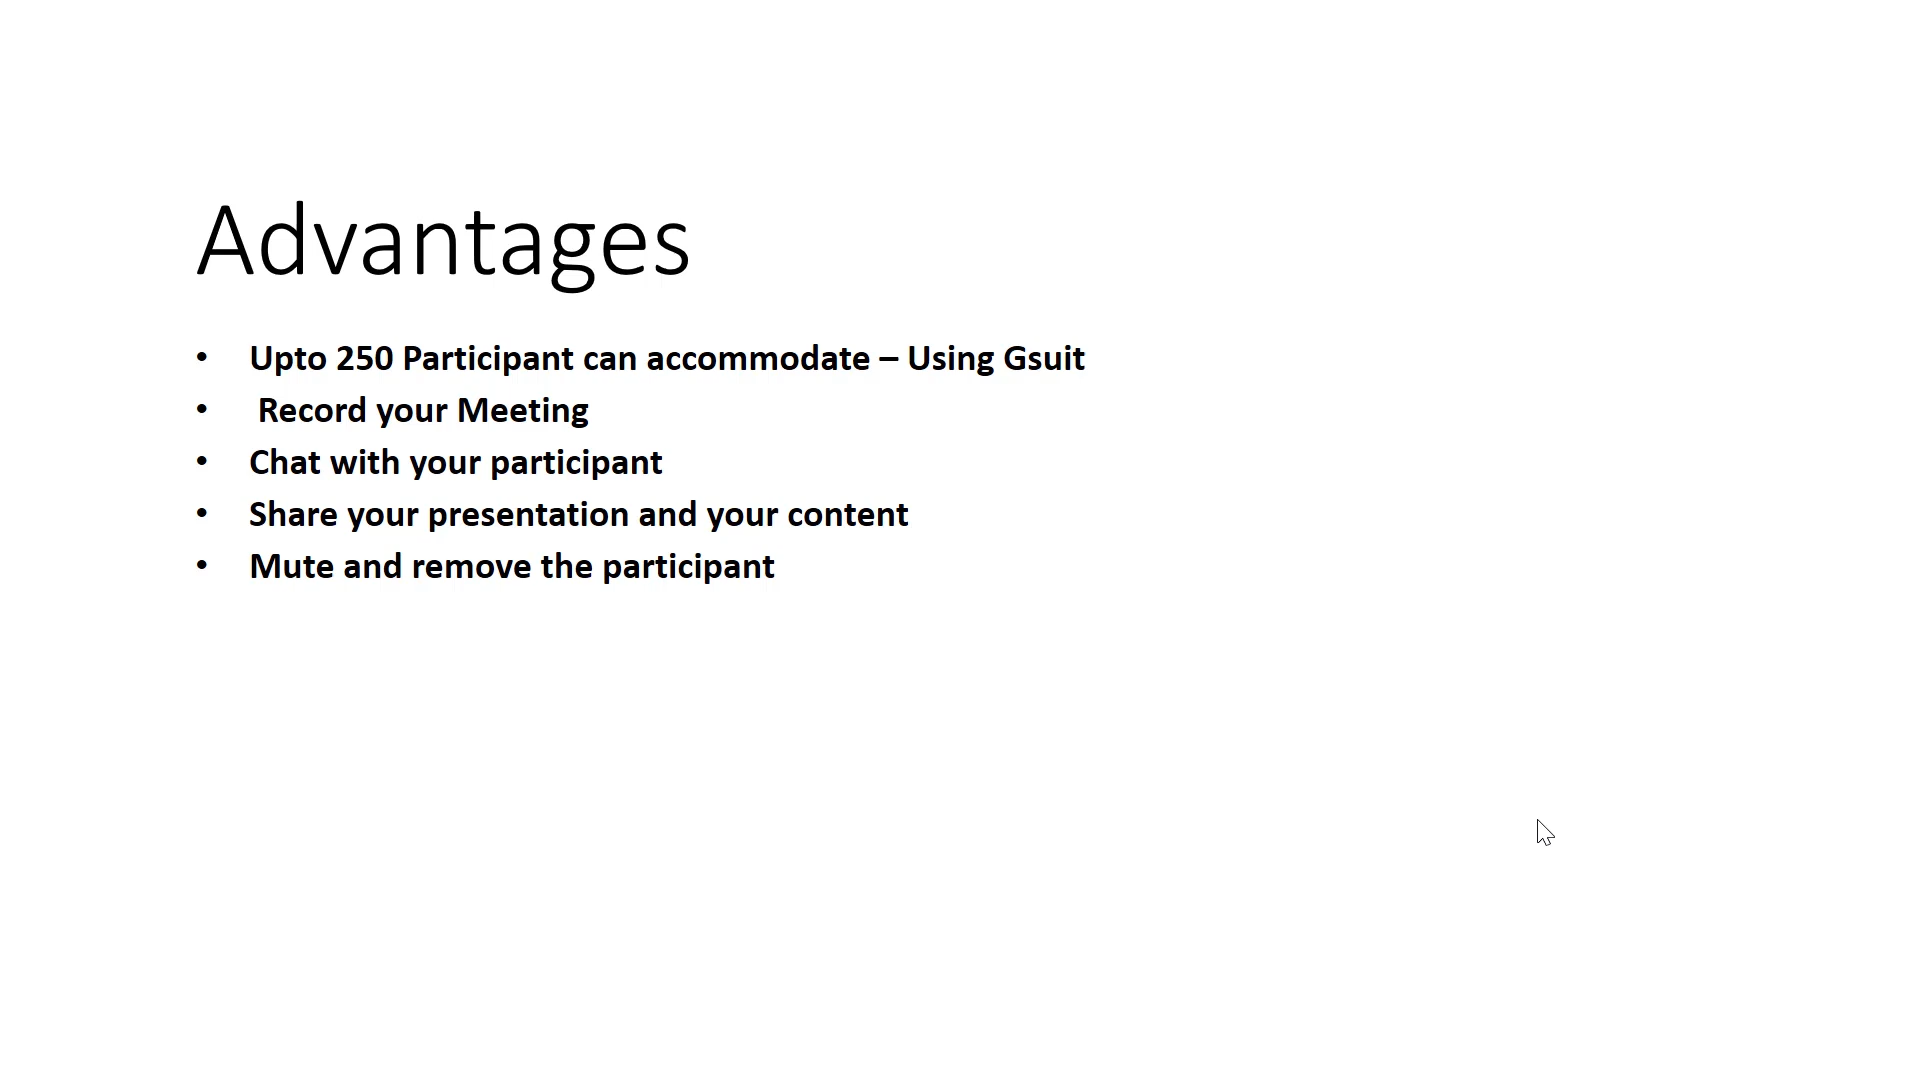 Advantages
• Upto 250 Participant can accommodate – Using Gsuit
• Record your Meeting
• Chat with your participant
• Share your presentation and your content
• Mute and remove the participant